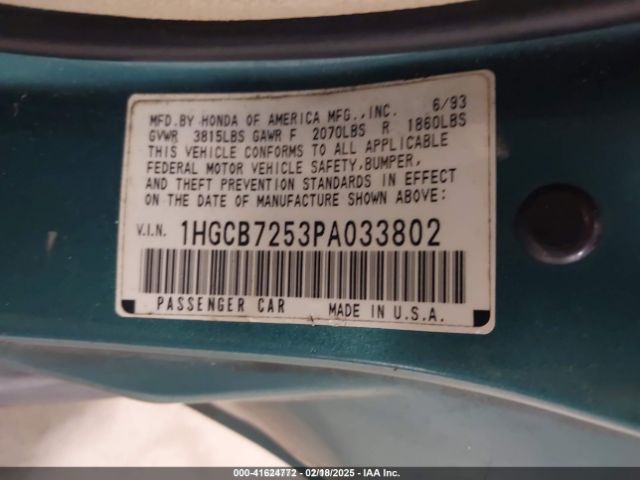 MFD.BY HONDA OF AMERICA MFG.,INC. 6/93
GVWR 3815LBS GAWR F 2070LBS R 1860LBS
THIS VEHICLE CONFORMS TO ALL APPLICABLE
FEDERAL MOTOR VEHICLE SAFETY,BUMPER,
AND THEFT PREVENTION STANDARDS IN EFFECT
ON THE DATE OF MANUFACTURE SHOWN ABOVE:
V.I.N. 1HGCB7253PA033802
PASSENGER CAR MADE IN U.S.A.
000-41624772 - 02/18/2025 - IAA Inc.